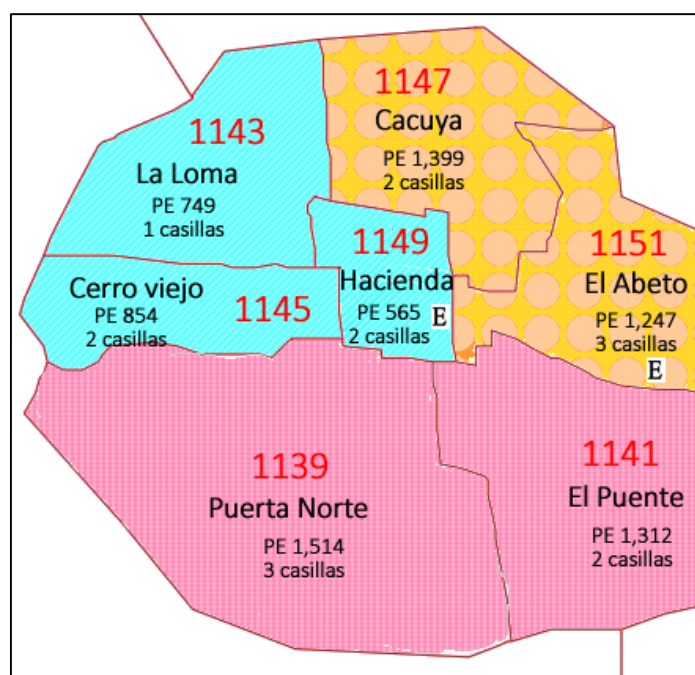 1147
Cacuya
PE 1,399
2 casillas
1143
La Loma
PE 749
1 casillas
1149
Hacienda
PE 565
2 casillas
E
1151
El Abeto
PE 1,247
3 casillas
E
Cerro viejo
1145
PE 854
2 casillas
1139
Puerta Norte
PE 1,514
3 casillas
1141
El Puente
PE 1,312
2 casillas